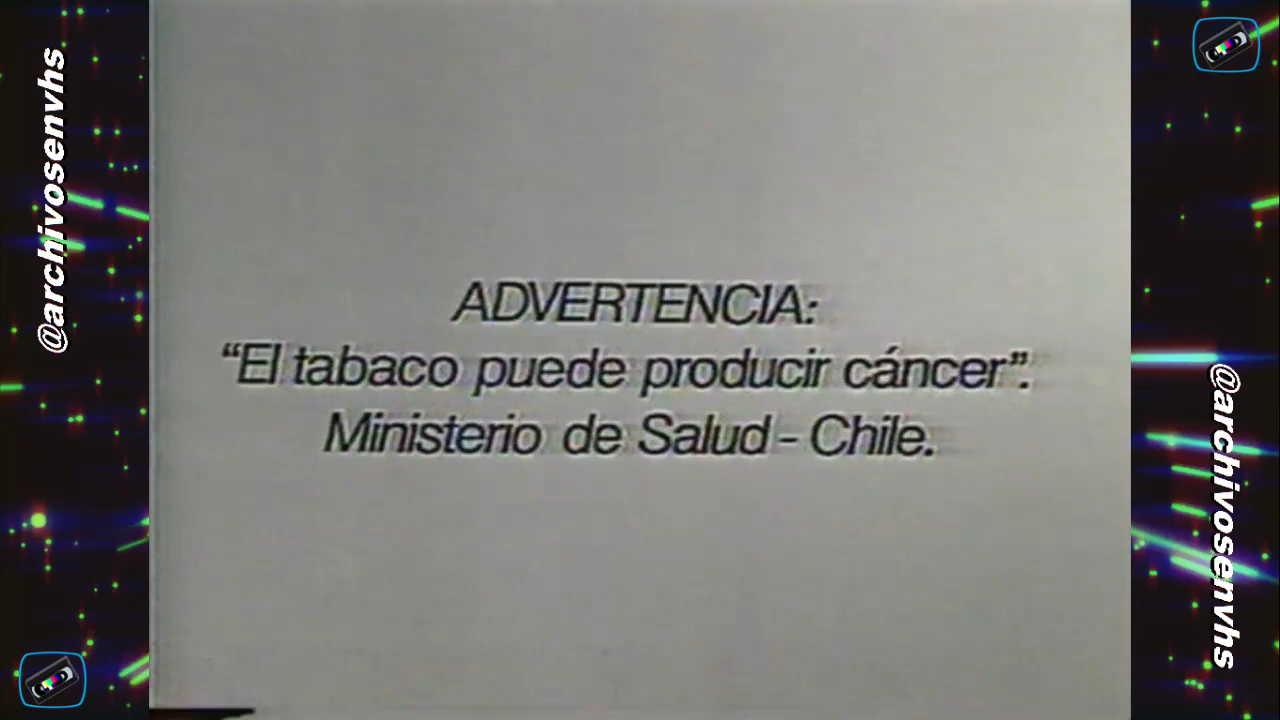 @archivosenvhs
ADVERTENCIA:
“El tabaco puede producir cáncer”.
Ministerio de Salud - Chile.
@archivosenvhs